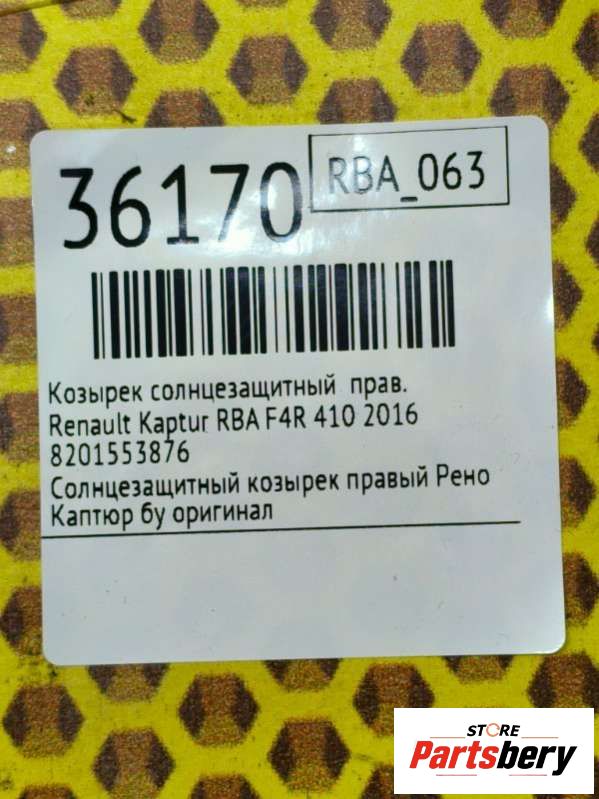 36170
RBA_063
Козырек солнцезащитный прав.
Renault Kaptur RBA F4R 410 2016
8201553876
Солнцезащитный козырек правый Рено
Каптюр бу оригинал
STORE
Partsbery